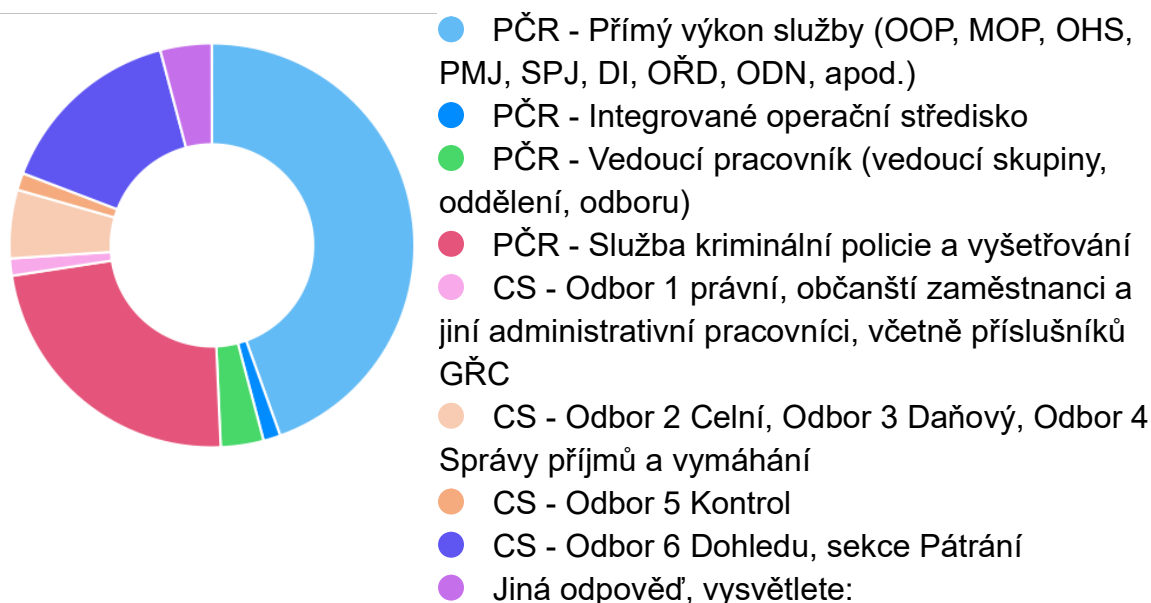 PČR - Přímý výkon služby (OOP, MOP, OHS,
PMJ, SPJ, DI, OŘD, ODN, apod.)
PČR - Integrované operační středisko
PČR - Vedoucí pracovník (vedoucí skupiny,
oddělení, odboru)
PČR - Služba kriminální policie a vyšetřování
CS - Odbor 1 právní, občanští zaměstnanci a
jiní administrativní pracovníci, včetně příslušníků
GŘC
CS - Odbor 2 Celní, Odbor 3 Daňový, Odbor 4
Správy příjmů a vymáhání
CS - Odbor 5 Kontrol
CS - Odbor 6 Dohledu, sekce Pátrání
Jiná odpověď, vysvětlete: